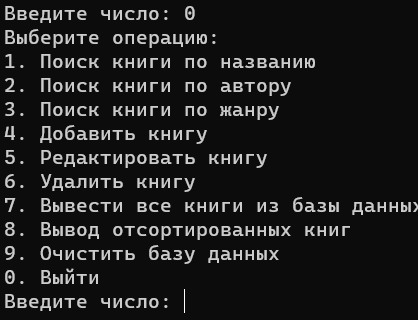 Введите число: 0
Выберите операцию:
1. Поиск книги по названию
2. Поиск книги по автору
3. Поиск книги по жанру
4. Добавить книгу
5. Редактировать книгу
6. Удалить книгу
7. Вывести все книги из базы данных
8. Вывод отсортированных книг
9. Очистить базу данных
0. Выйти
Введите число: